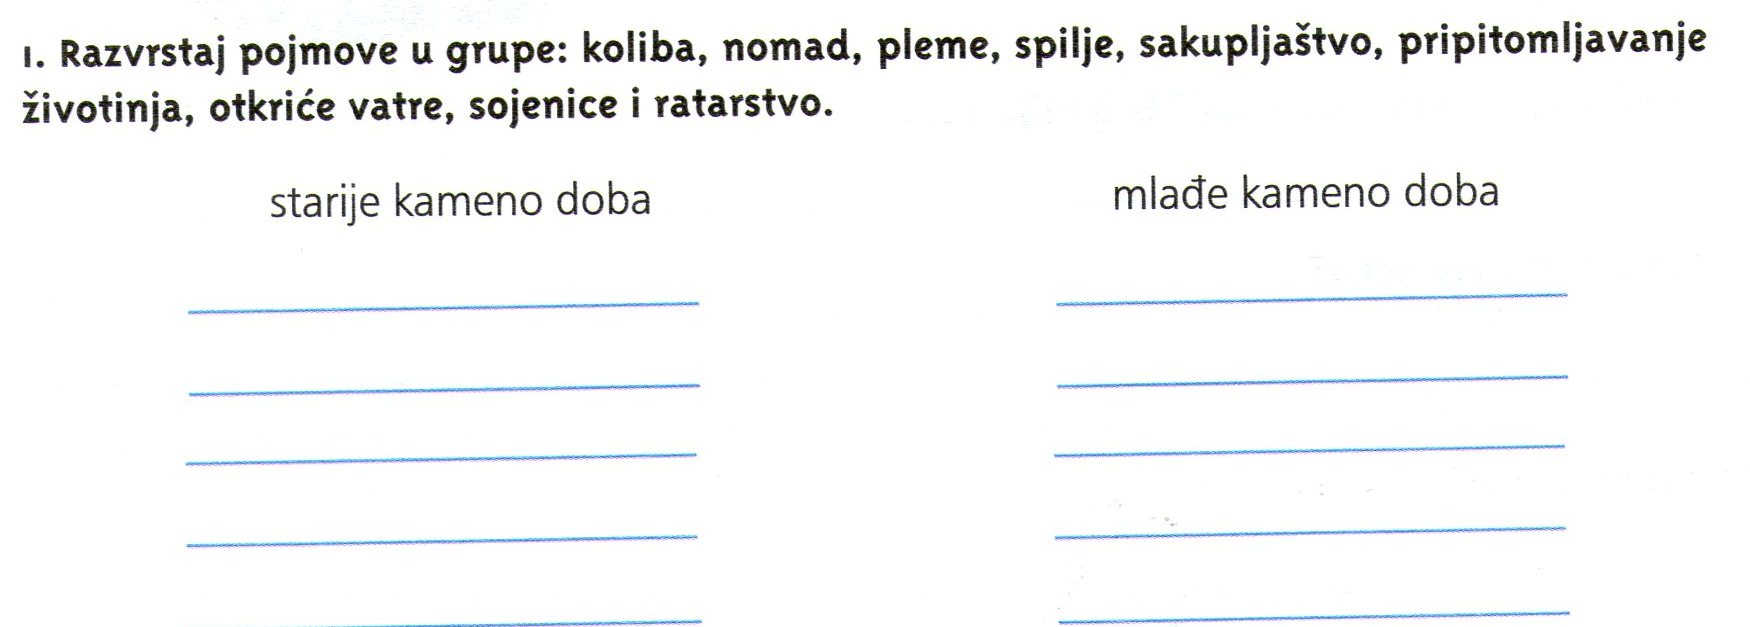 1. Razvrstaj pojmove u grupe: koliba, nomad, pleme, spilje, sakupljaštvo, pripitomljavanje
životinja, otkriće vatre, sojenice i ratarstvo.
starije kameno doba
mlađe kameno doba